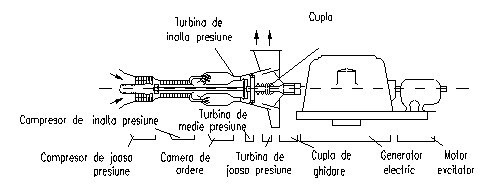 Turbina de
inalta presiune
Cupla
Compresor de inalta presiune
Turbina de
medie presiune
Compresor de joasa
presiune
Camera de
ardere
Turbina de
joasa presiune
Cupla de
ghidare
Generator
electric
Motor
excitator